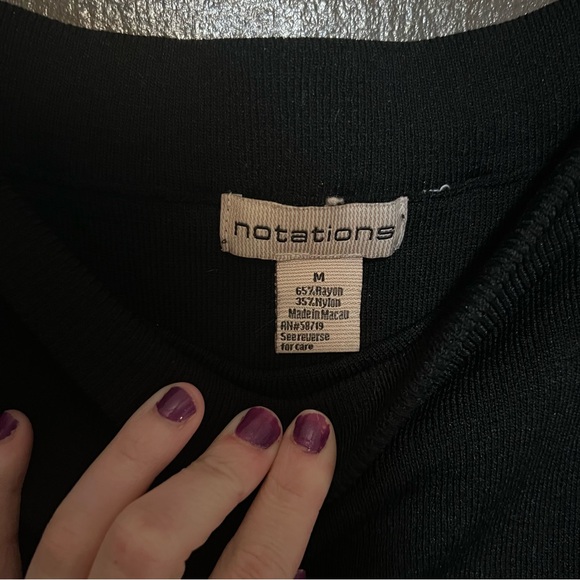 notations
M
65% Rayon
35% Nylon
Made in Macau
RN#58719
See reverse
for care